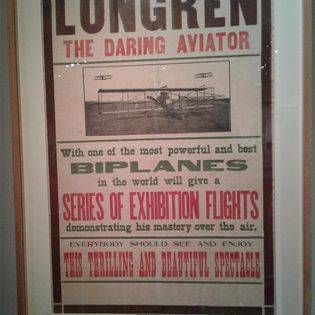 LONGREN
THE DARING AVIATOR
With one of the most powerful and best
BIPLANES
in the world will give a
SERIES OF EXHIBITION FLIGHTS
demonstrating his mastery over the air.
EVERYBODY SHOULD SEE AND ENJOY
THIS THRILLING AND BEAUTIFUL SPECTACLE